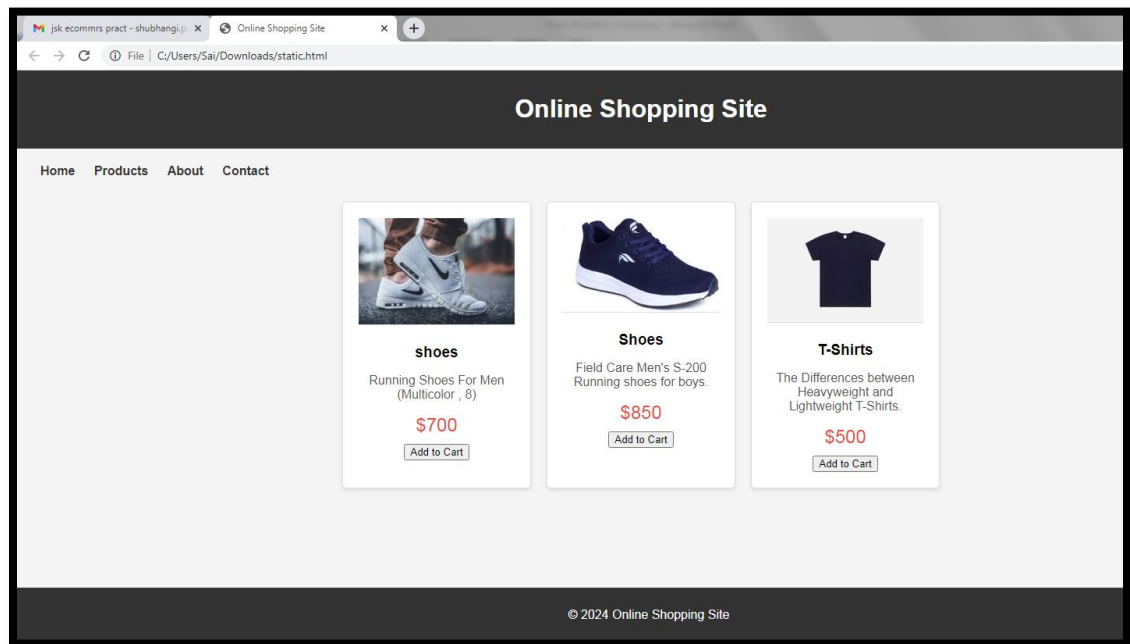 jsk ecommrs pract - shubhangi.p
Online Shopping Site
File | C:/Users/Sai/Downloads/static.html
Online Shopping Site
Home Products About Contact
shoes
Running Shoes For Men
(Multicolor , 8)
$700
Add to Cart
Shoes
Field Care Men's S-200
Running shoes for boys.
$850
Add to Cart
T-Shirts
The Differences between
Heavyweight and
Lightweight T-Shirts.
$500
Add to Cart
© 2024 Online Shopping Site